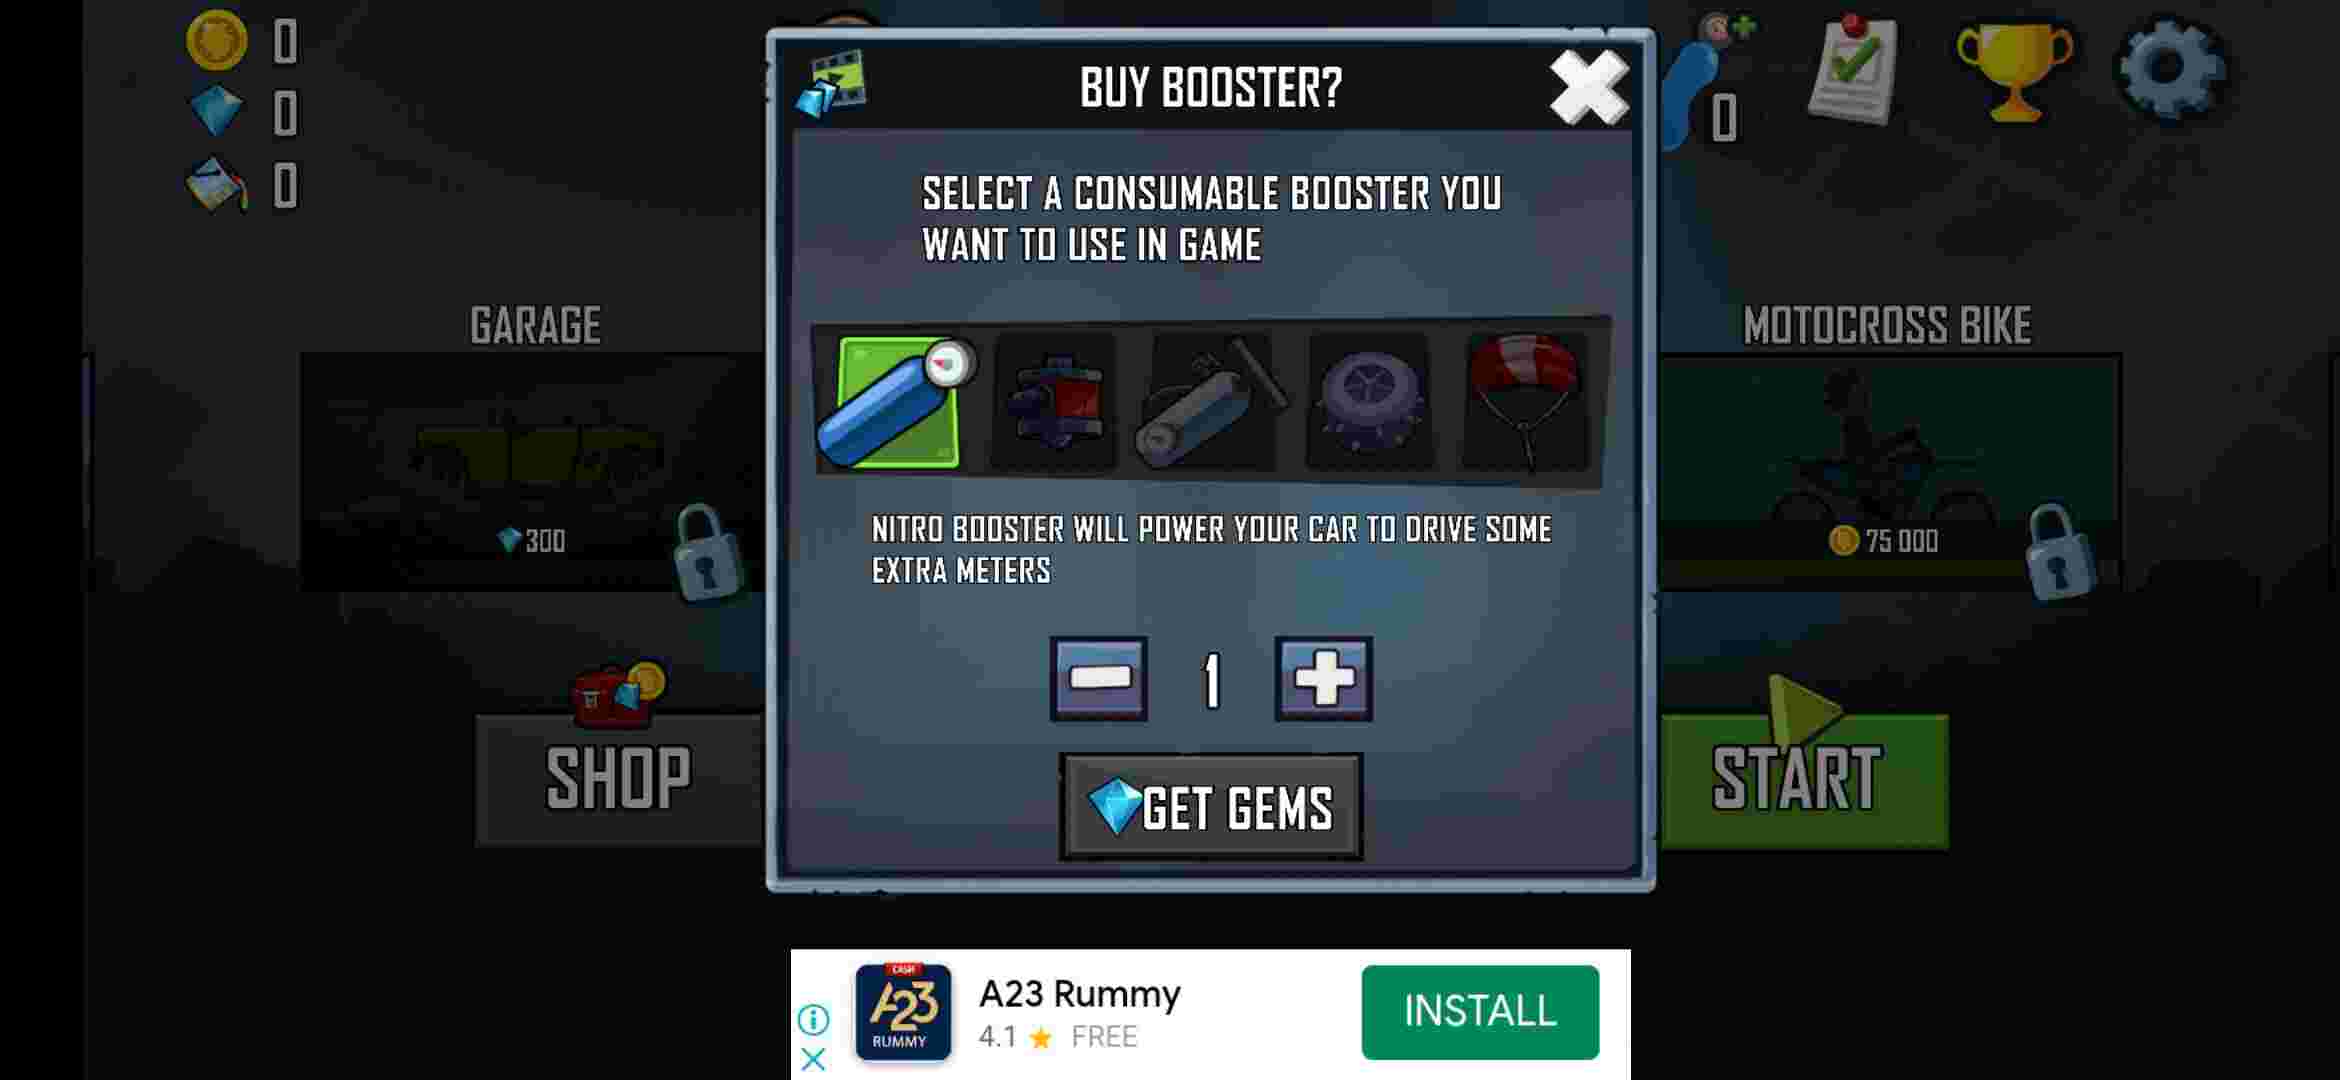 0
0
0
BUY BOOSTER?
0
SELECT A CONSUMABLE BOOSTER YOU
WANT TO USE IN GAME
GARAGE
300
MOTOCROSS BIKE
75 000
NITRO BOOSTER WILL POWER YOUR CAR TO DRIVE SOME
EXTRA METERS
1
SHOP
GET GEMS
START
CASH
A23
RUMMY
A23 Rummy
4.1 ★ FREE
INSTALL